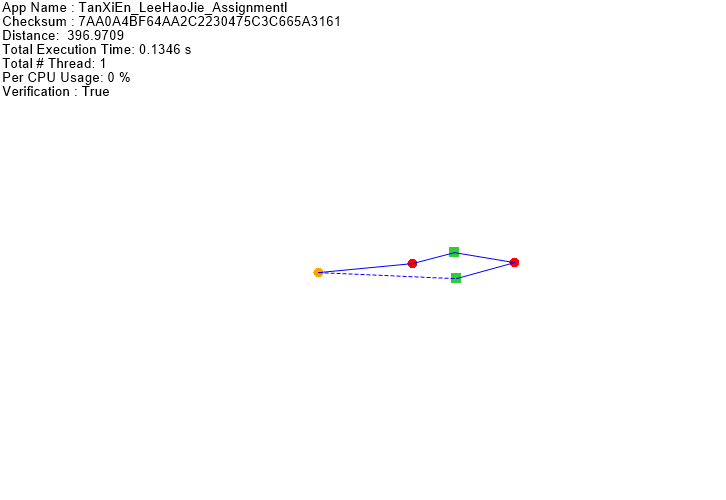 App Name : TanXiEn_LeeHaoJie_AssignmentI
Checksum : 7AA0A4BF64AA2C2230475C3C665A3161
Distance:  396.9709
Total Execution Time: 0.1346 s
Total # Thread: 1
Per CPU Usage: 0 %
Verification : True